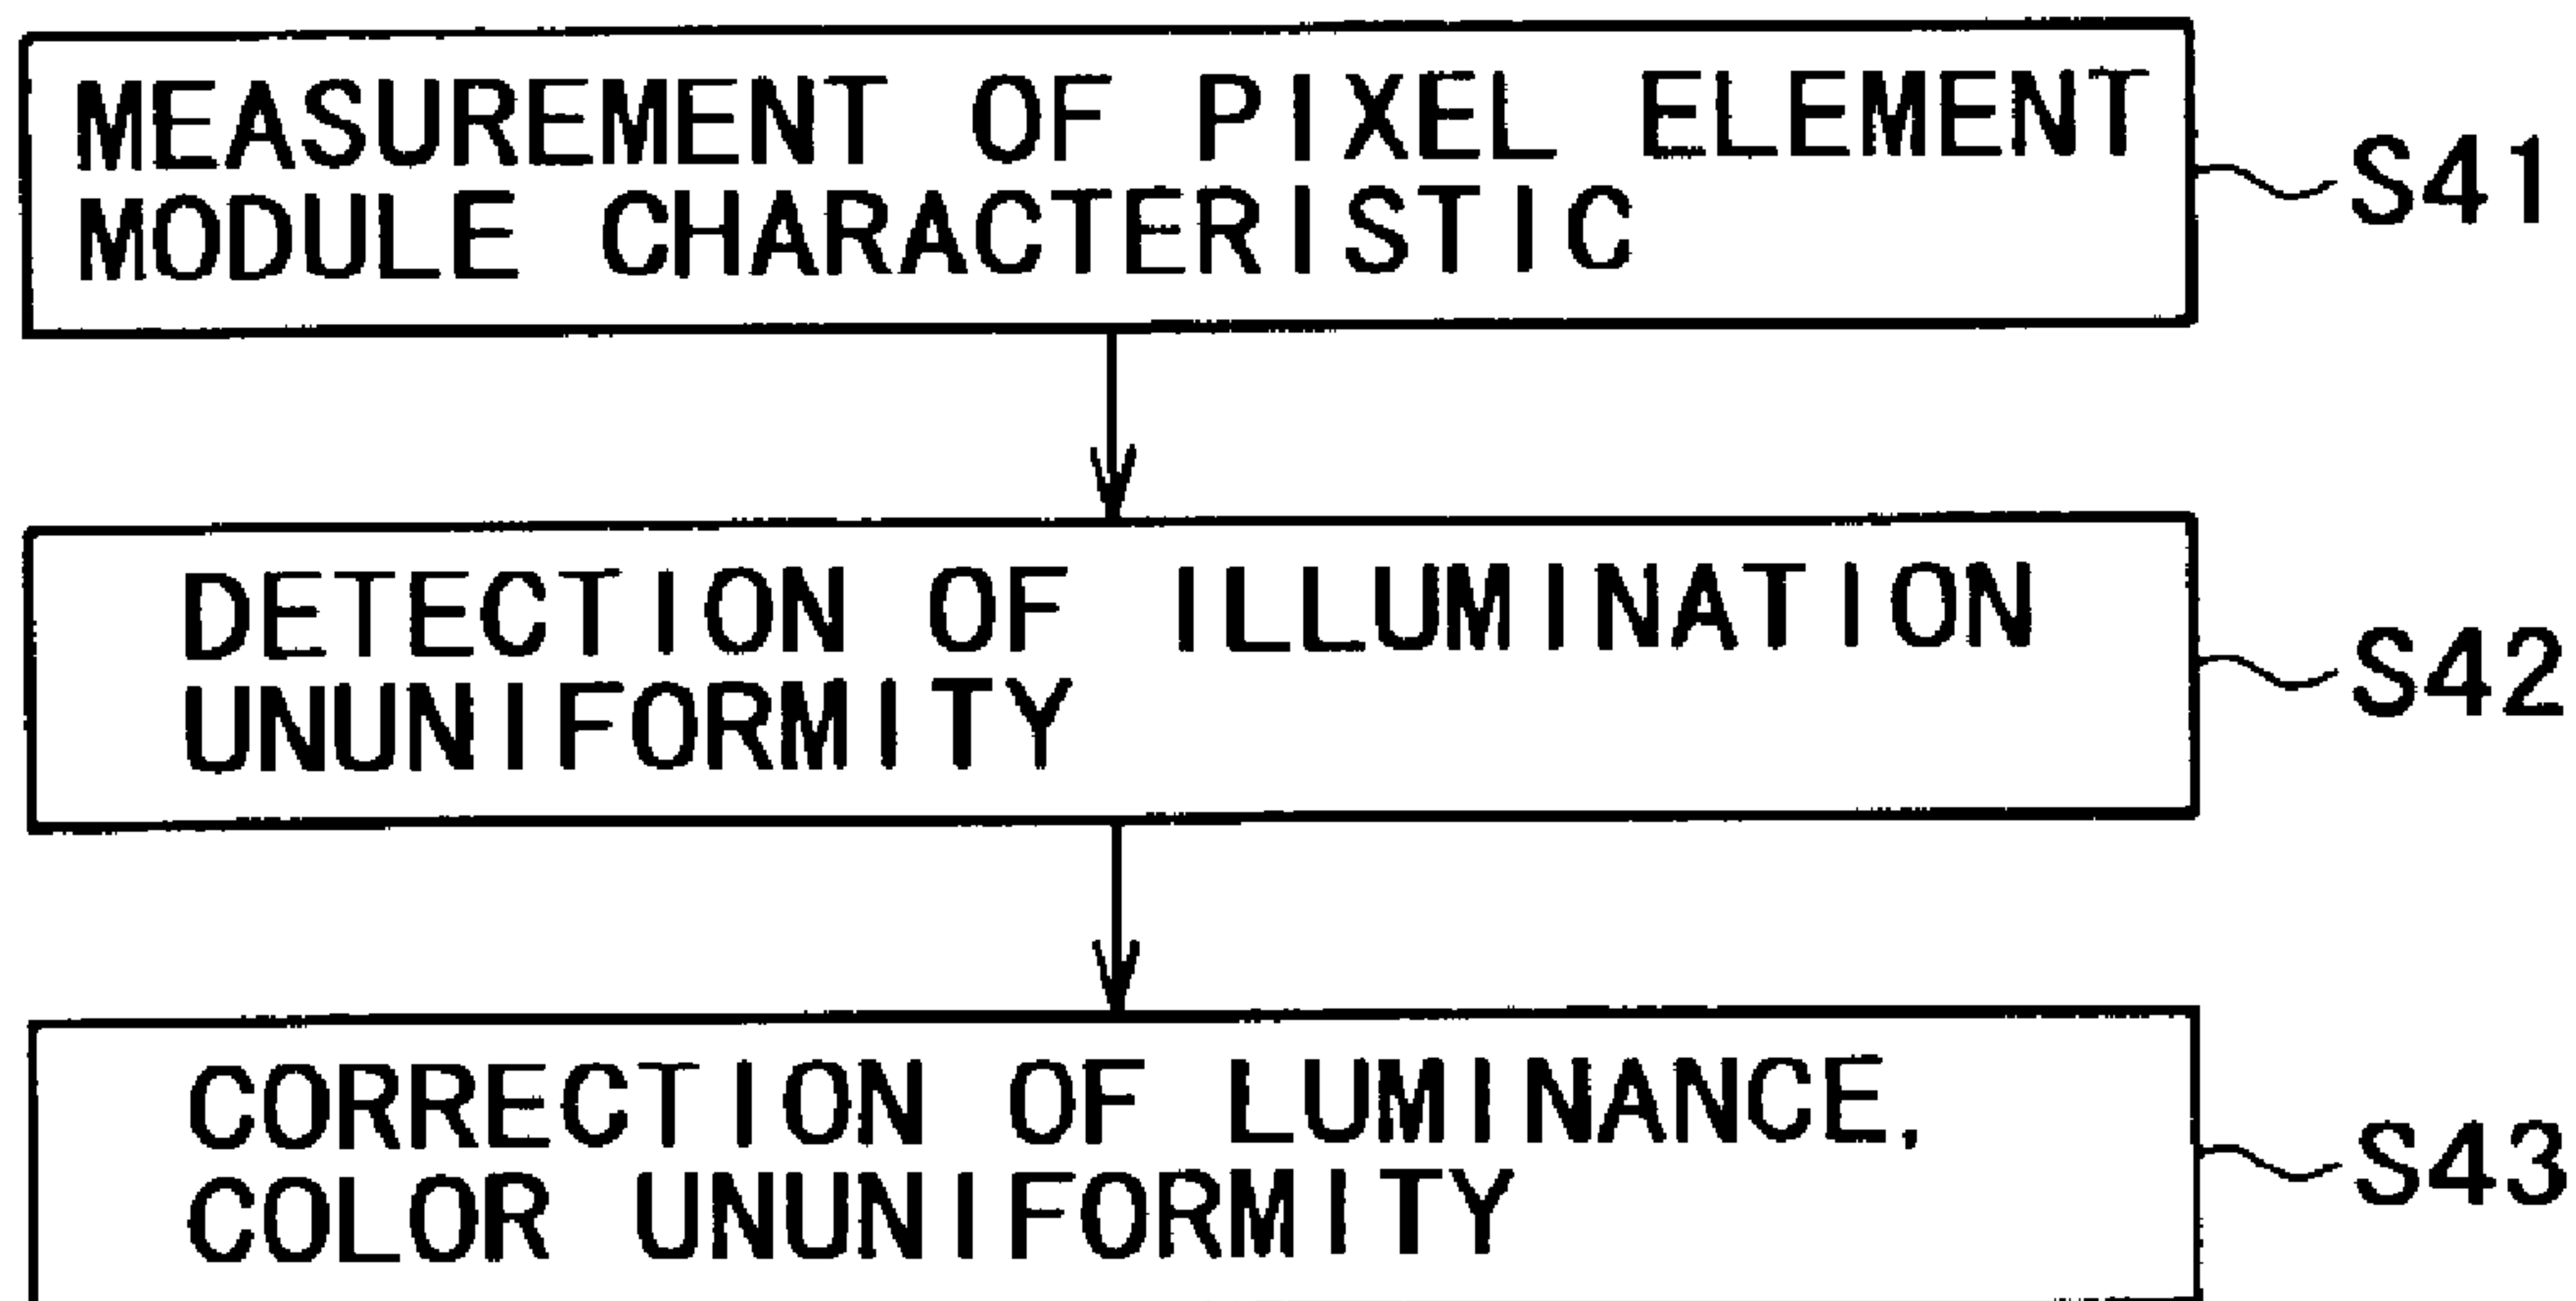 MEASUREMENT OF PIXEL ELEMENT
MODULE CHARACTERISTIC
S41
DETECTION OF ILLUMINATION
UNUNIFORMITY
S42
CORRECTION OF LUMINANCE,
COLOR UNUNIFORMITY
S43